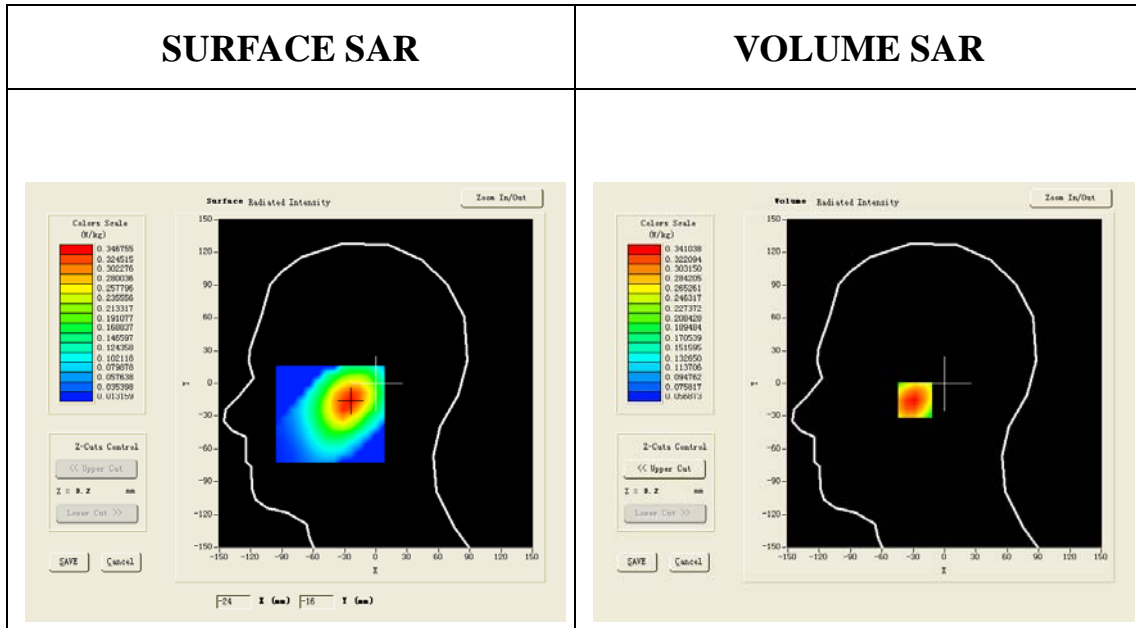 SURFACE SAR
VOLUME SAR
Surface Radiated Intensity
Zoom In/Out
Colors Scale
(W/kg)
0.346755
0.324515
0.302276
0.280036
0.257796
0.235556
0.213317
0.191077
0.168837
0.146597
0.124358
0.102118
0.079878
0.057638
0.035398
0.013159
150
120
90
60
30
0
-30
-60
-90
-120
-150
Y
-150 -120 -90 -60 -30 0 30 60 90 120 150
X
Z-Cuts Control
<< Upper Cut
Z = 9.2 mm
Lower Cut >>
SAVE Cancel
-24 X (mm) -16 Y (mm)
Volume Radiated Intensity
Zoom In/Out
Colors Scale
(W/kg)
0.341038
0.322094
0.303150
0.284205
0.265261
0.246317
0.227372
0.208428
0.189484
0.170539
0.151595
0.132650
0.113706
0.094762
0.075817
0.056873
150
120
90
60
30
0
-30
-60
-90
-120
-150
Y
-150 -120 -90 -60 -30 0 30 60 90 120 150
X
Z-Cuts Control
<< Upper Cut
Z = 9.2 mm
Lower Cut >>
SAVE Cancel